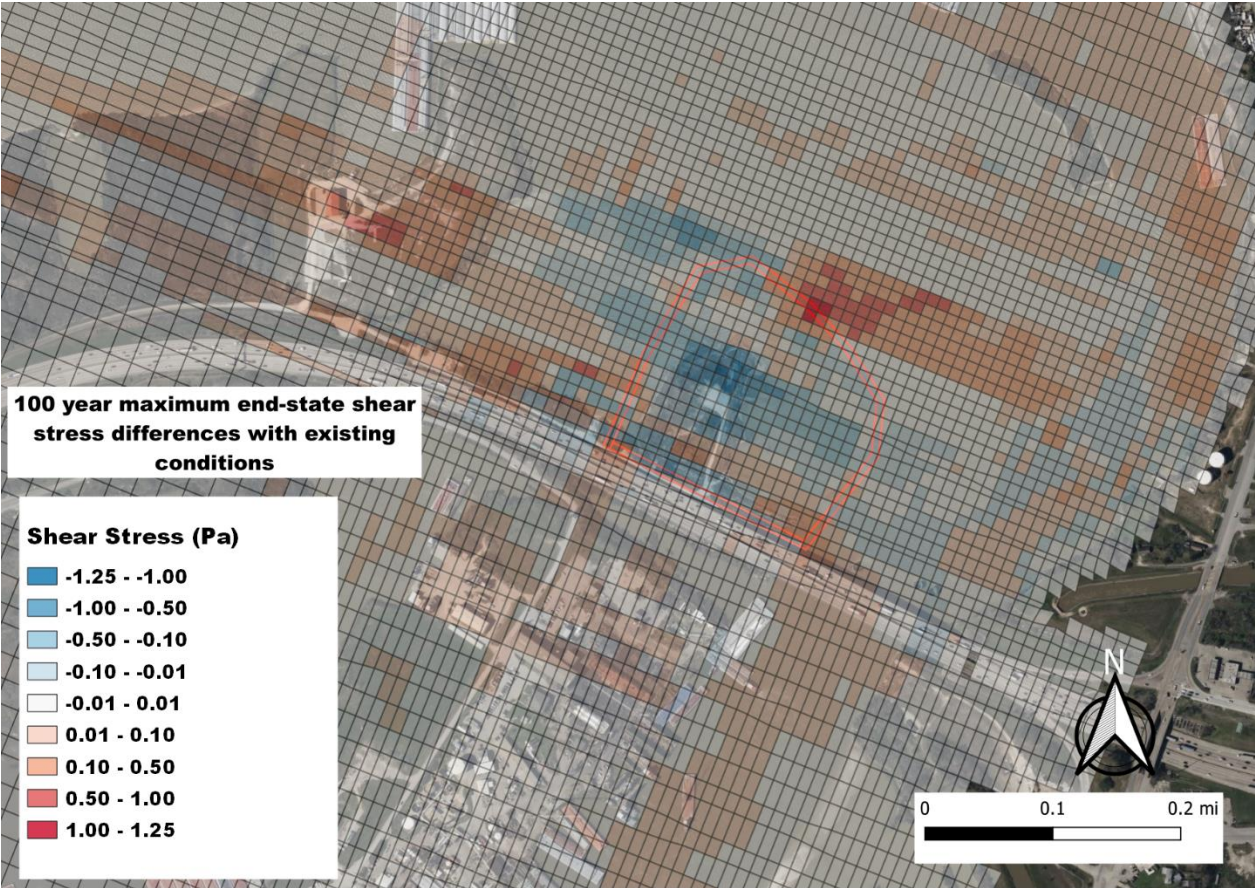 100 year maximum end-state shear
stress differences with existing
conditions
Shear Stress (Pa)
-1.25 - -1.00
-1.00 - -0.50
-0.50 - -0.10
-0.10 - -0.01
-0.01 - 0.01
0.01 - 0.10
0.10 - 0.50
0.50 - 1.00
1.00 - 1.25
N
0 0.1 0.2 mi